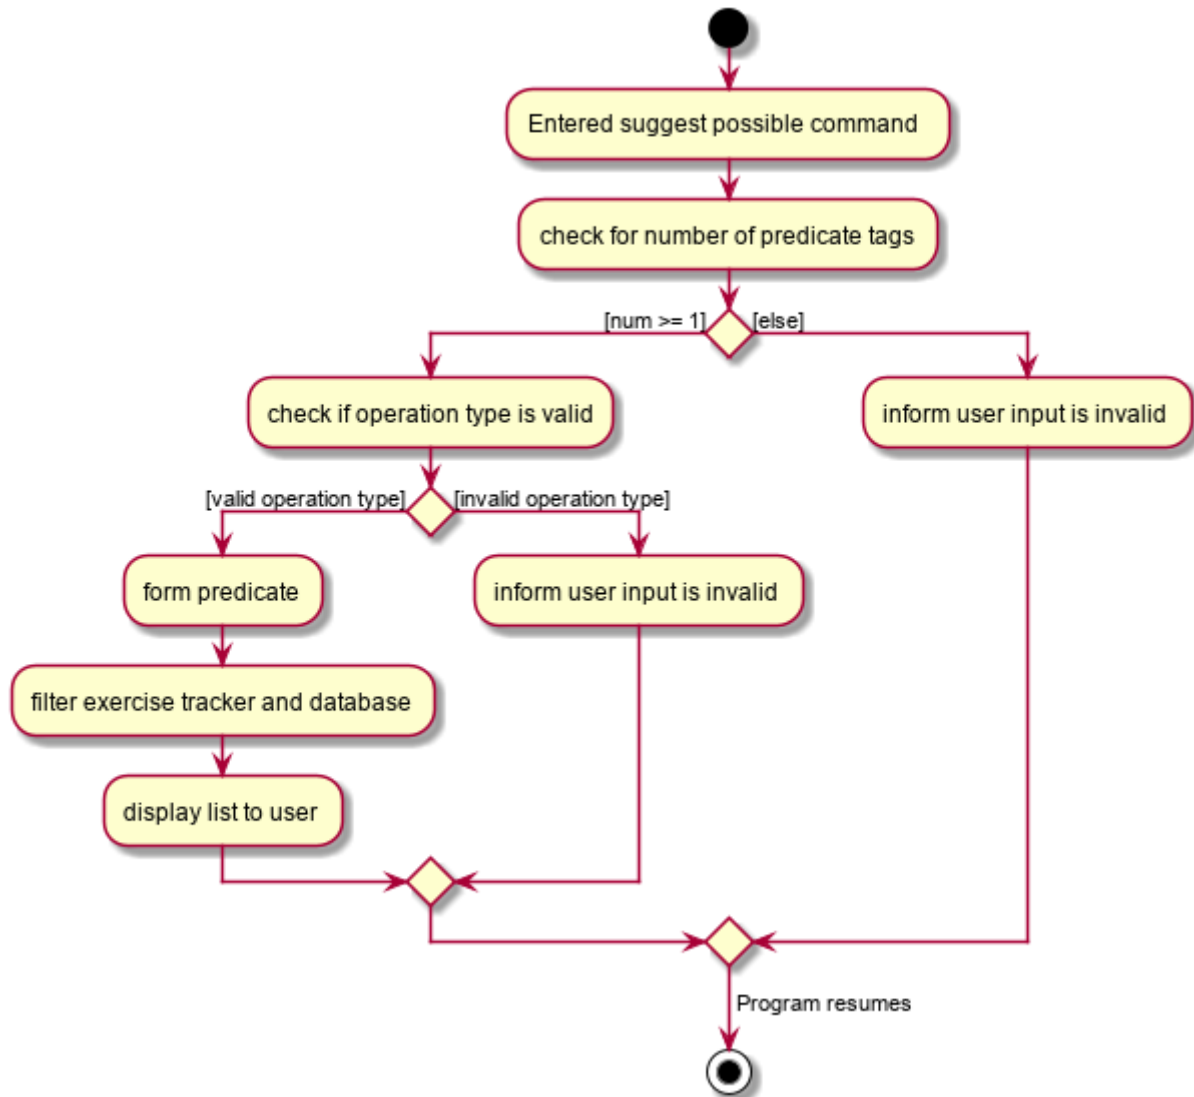 Entered suggest possible command
check for number of predicate tags
[num >= 1]
[else]
check if operation type is valid
inform user input is invalid
[valid operation type]
[invalid operation type]
form predicate
inform user input is invalid
filter exercise tracker and database
display list to user
Program resumes